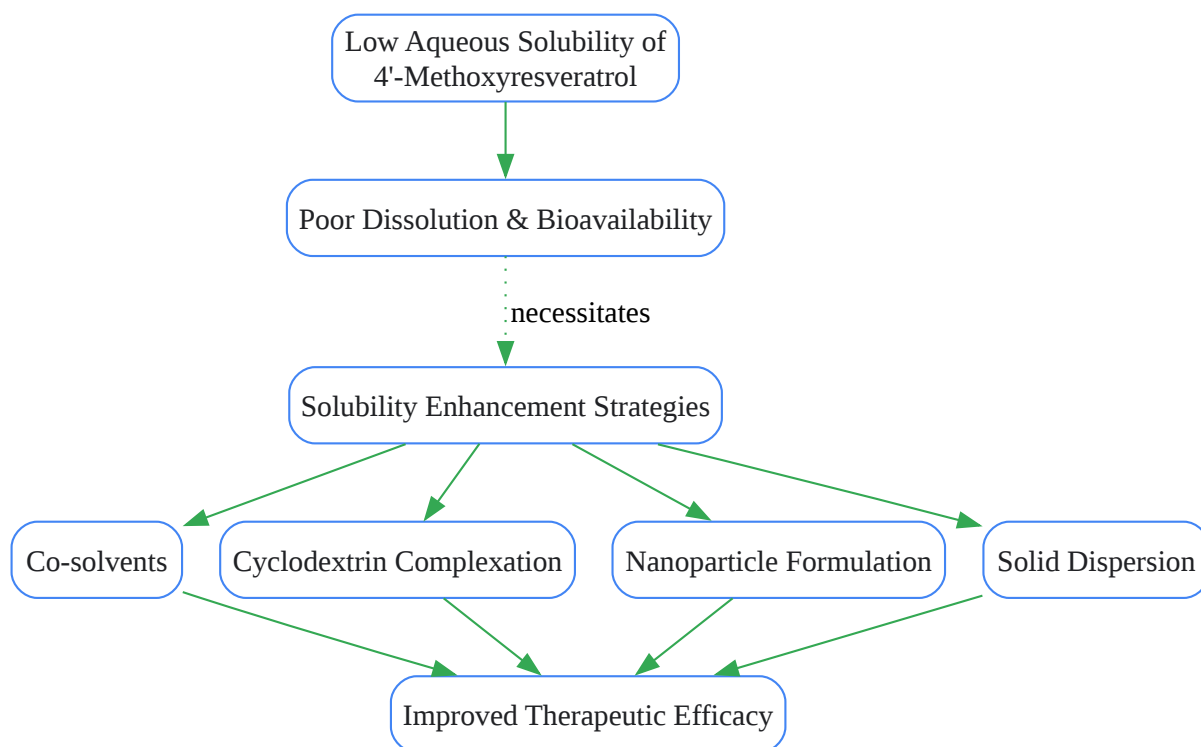 Low Aqueous Solubility of
4'-Methoxyresveratrol
Poor Dissolution & Bioavailability
necessitates
Solubility Enhancement Strategies
Co-solvents
Cyclodextrin Complexation
Nanoparticle Formulation
Solid Dispersion
Improved Therapeutic Efficacy